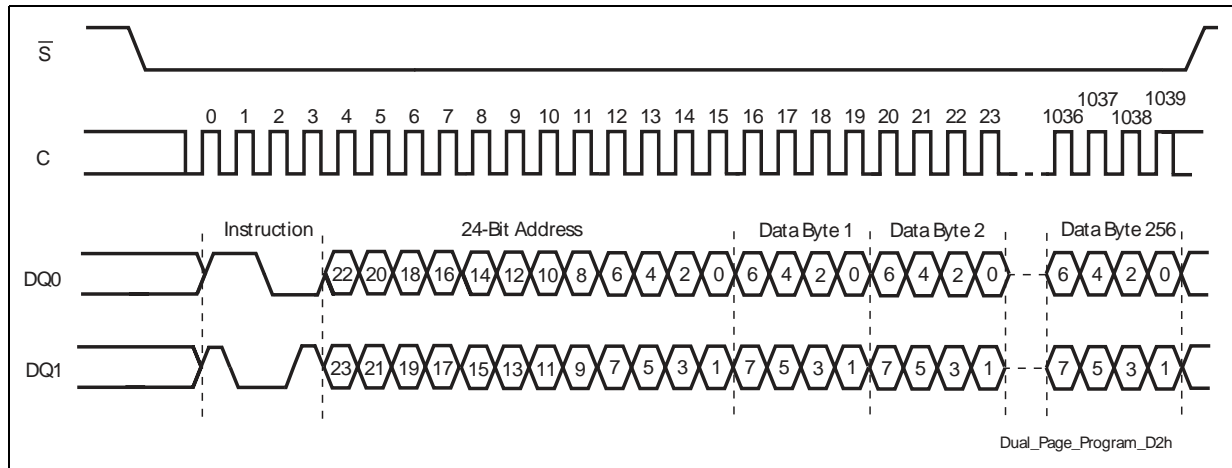 S
0 1 2 3 4 5 6 7 8 9 10 11 12 13 14 15 16 17 18 19 20 21 22 23 1036 1037 1038 1039
C
Instruction 24-Bit Address Data Byte 1 Data Byte 2 Data Byte 256
DQ0 22 20 18 16 14 12 10 8 6 4 2 0 6 4 2 0 6 4 2 0 6 4 2 0
DQ1 23 21 19 17 15 13 11 9 7 5 3 1 7 5 3 1 7 5 3 1 7 5 3 1
Dual_Page_Program_D2h